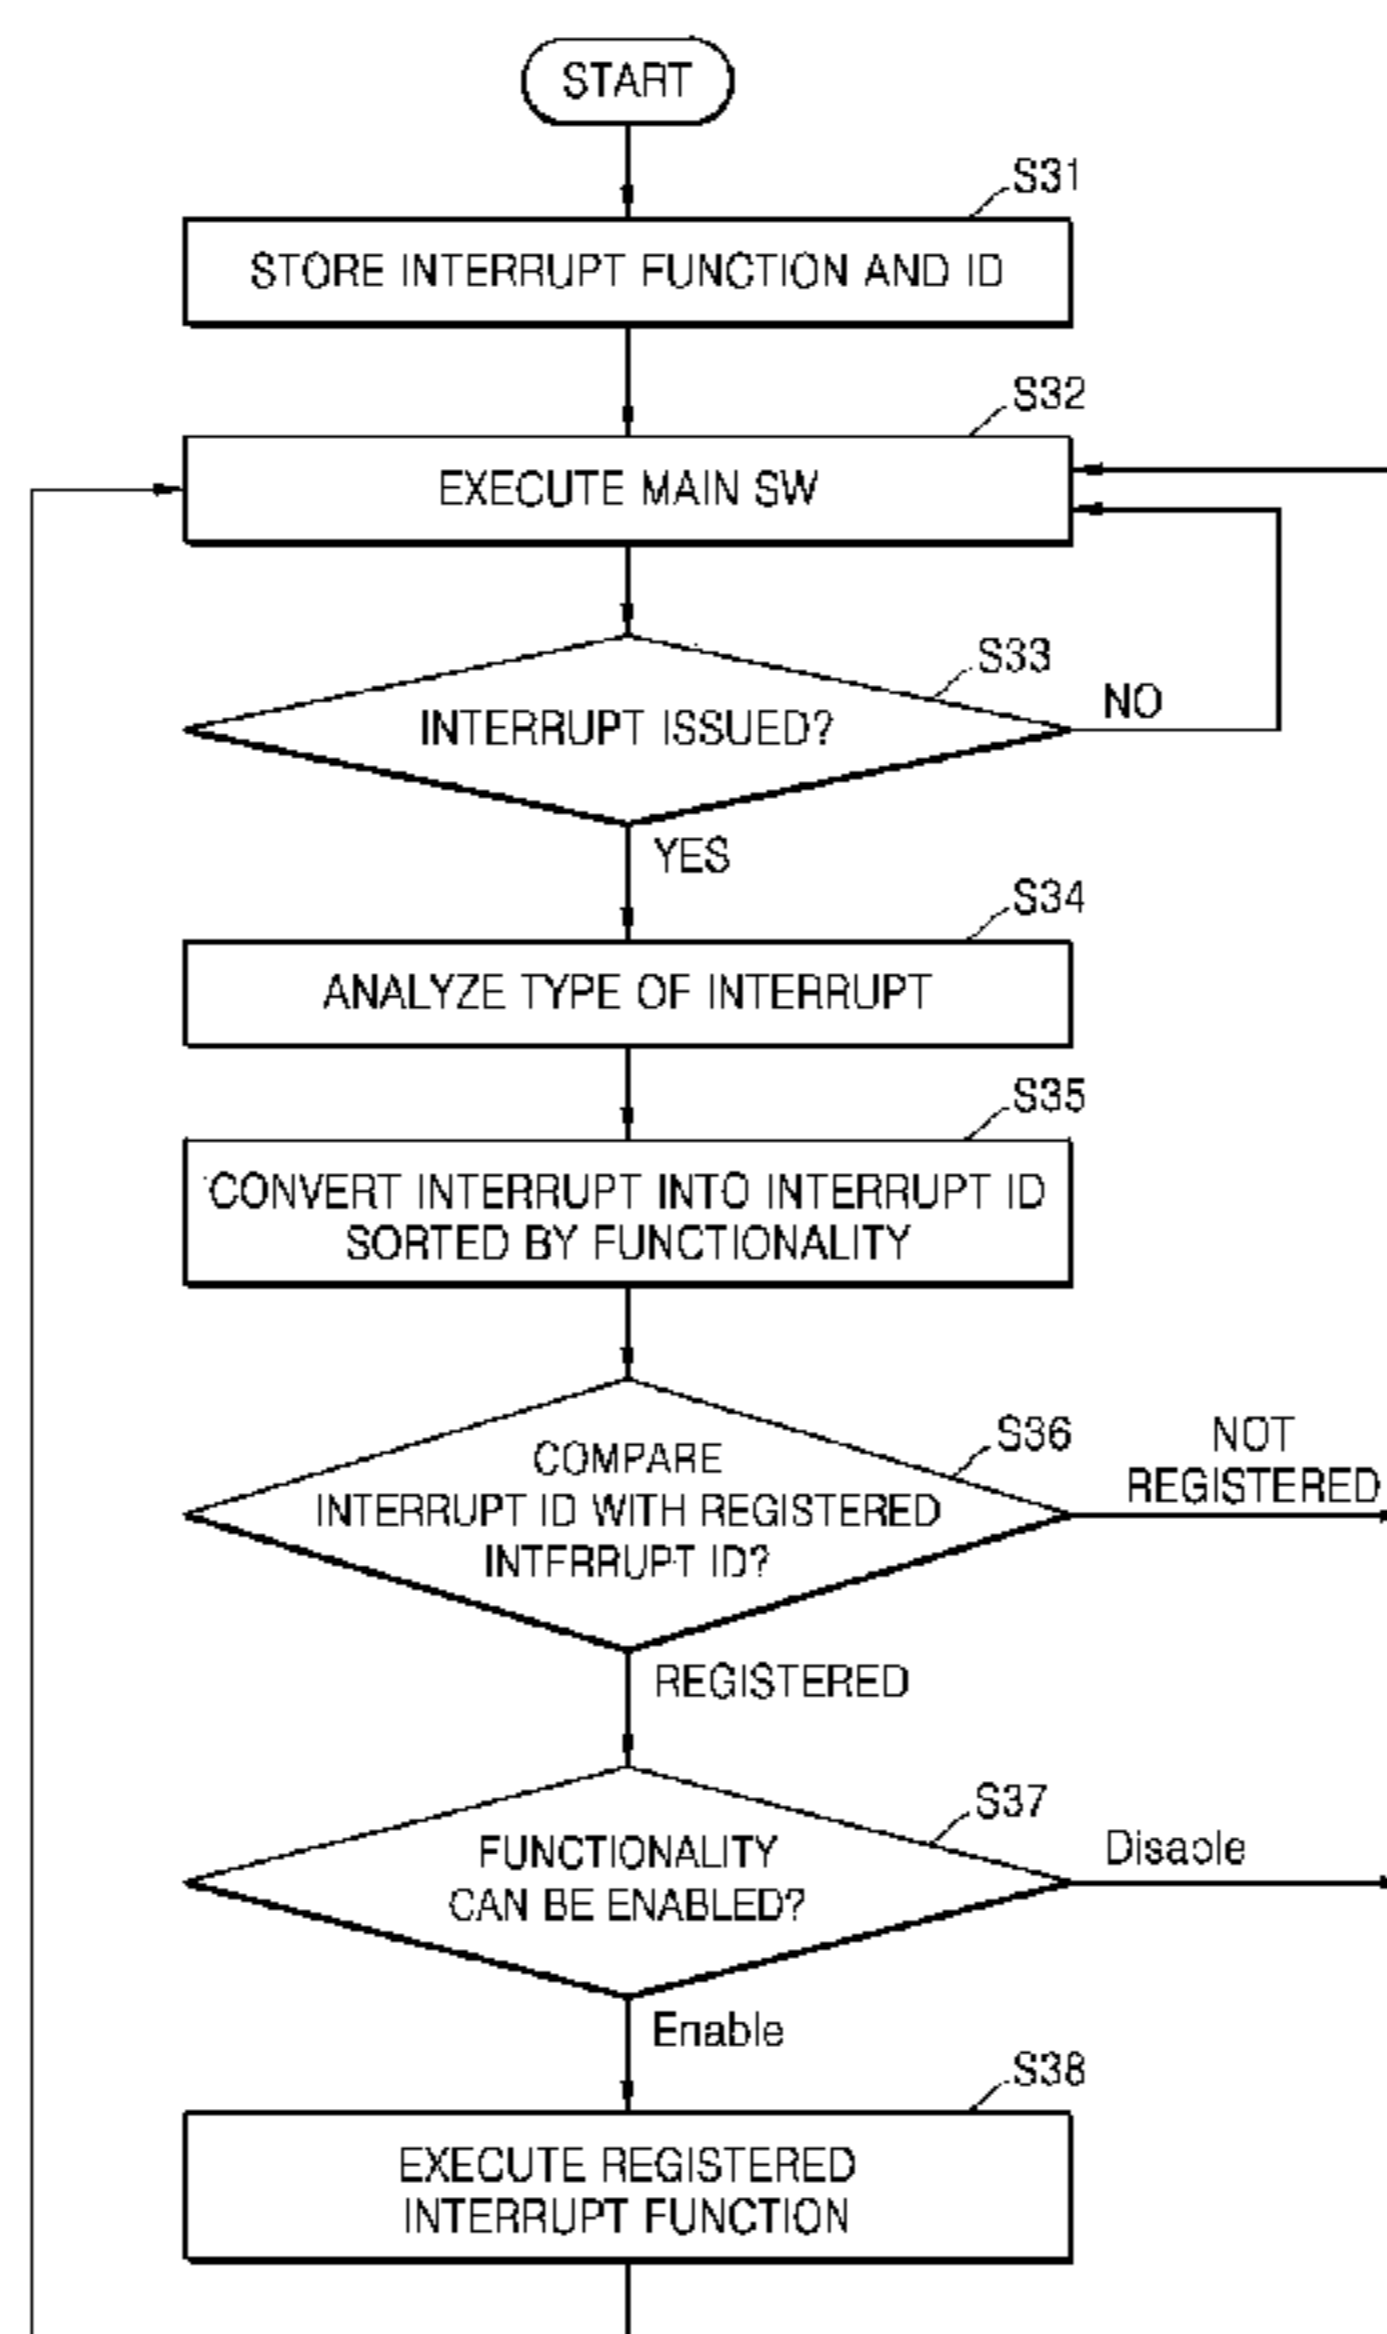 START
S31
STORE INTERRUPT FUNCTION AND ID
S32
EXECUTE MAIN SW
S33
INTERRUPT ISSUED?
NO
YES
S34
ANALYZE TYPE OF INTERRUPT
S35
CONVERT INTERRUPT INTO INTERRUPT ID
SORTED BY FUNCTIONALITY
S36
NOT
REGISTERED
COMPARE
INTERRUPT ID WITH REGISTERED
INTERRUPT ID?
REGISTERED
S37
Disable
FUNCTIONALITY
CAN BE ENABLED?
Enable
S38
EXECUTE REGISTERED
INTERRUPT FUNCTION